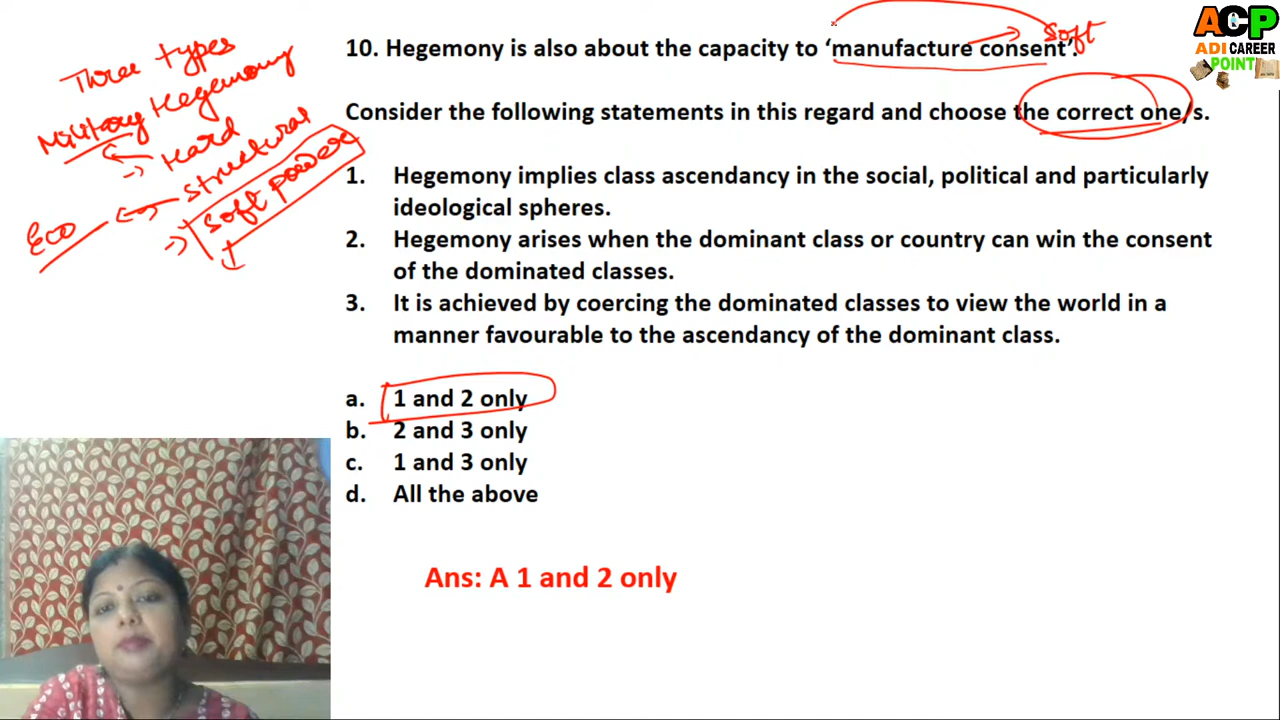 Three types
Military Hegemony
-> Hard
structural
Eco
-> Soft power
ACP
ADI CAREER
POINT
Soft
10. Hegemony is also about the capacity to ‘manufacture consent’.
Consider the following statements in this regard and choose the correct one/s.
1. Hegemony implies class ascendancy in the social, political and particularly
ideological spheres.
2. Hegemony arises when the dominant class or country can win the consent
of the dominated classes.
3. It is achieved by coercing the dominated classes to view the world in a
manner favourable to the ascendancy of the dominant class.
a. 1 and 2 only
b. 2 and 3 only
c. 1 and 3 only
d. All the above
Ans: A 1 and 2 only